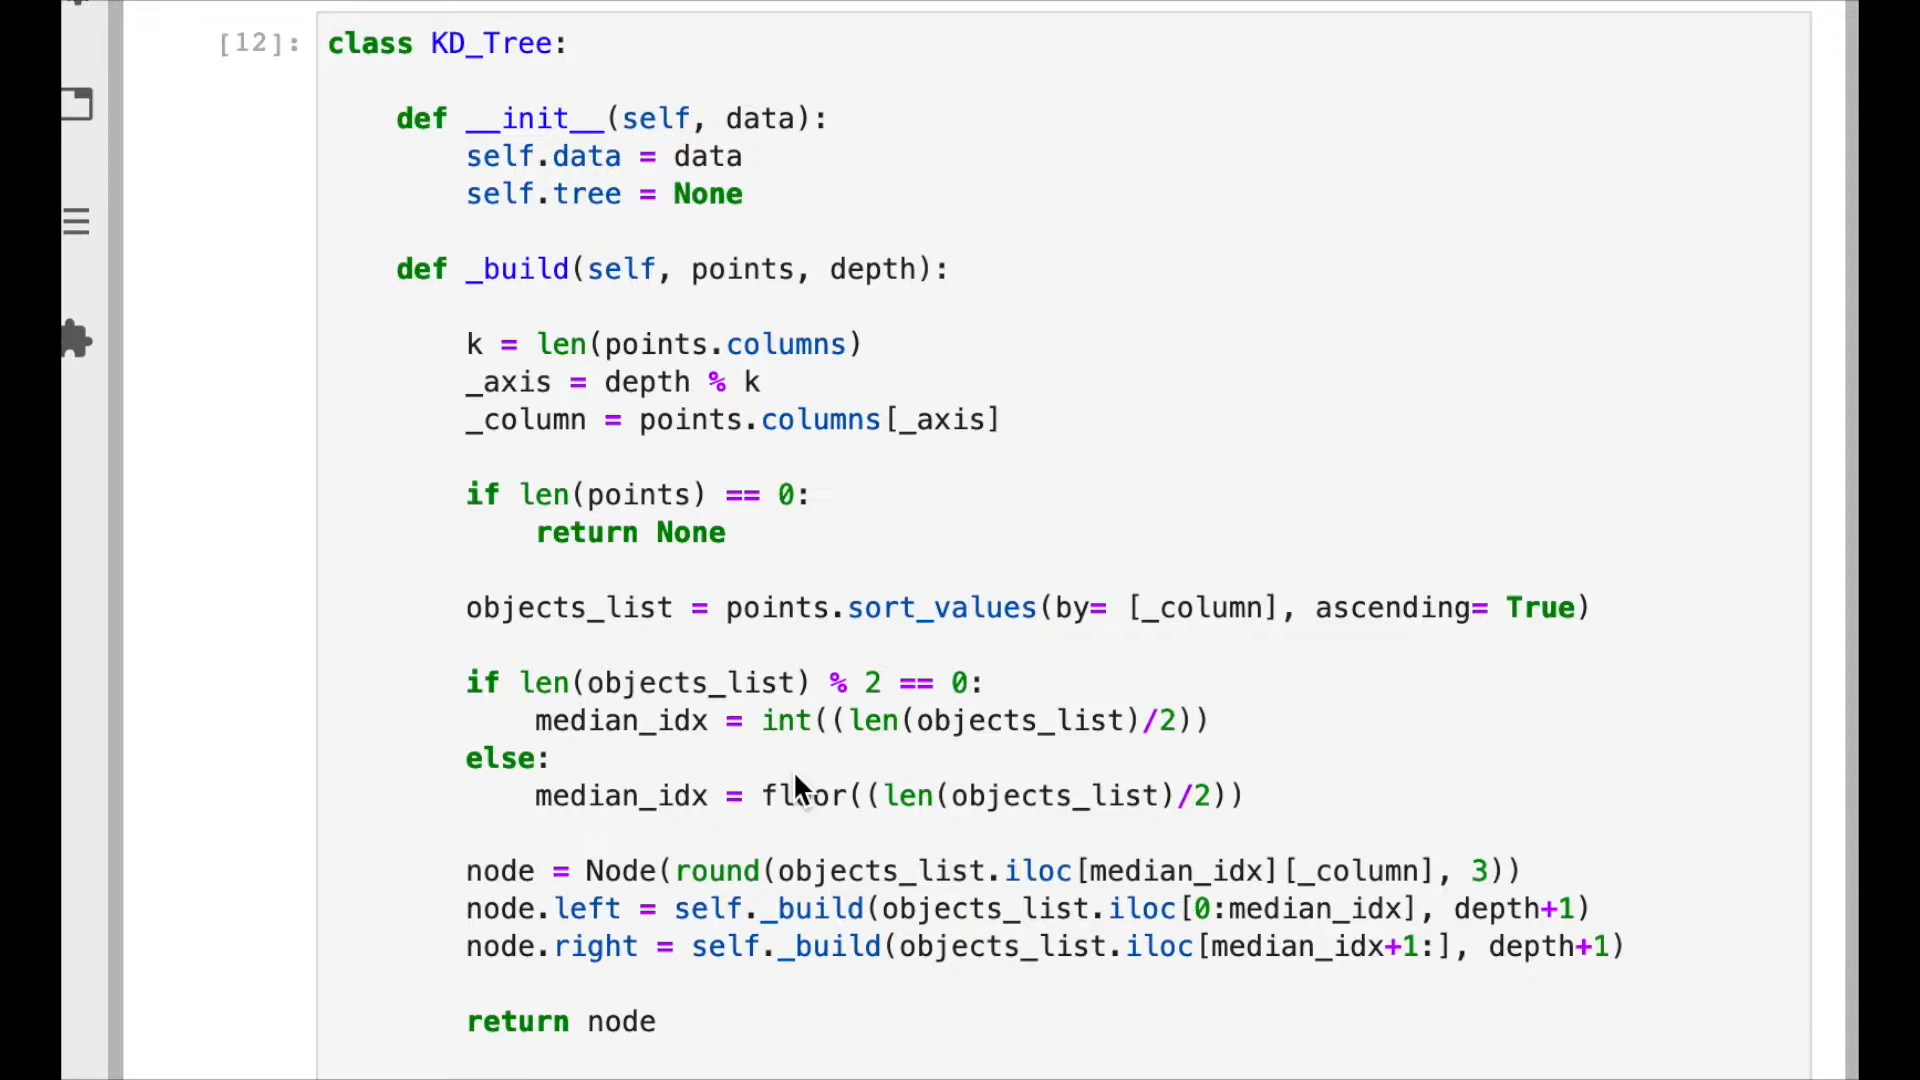 [12]: class KD_Tree:
def __init__(self, data):
self.data = data
self.tree = None
def _build(self, points, depth):
k = len(points.columns)
_axis = depth % k
_column = points.columns[_axis]
if len(points) == 0:
return None
objects_list = points.sort_values(by= [_column], ascending= True)
if len(objects_list) % 2 == 0:
median_idx = int((len(objects_list)/2))
else:
median_idx = floor((len(objects_list)/2))
node = Node(round(objects_list.iloc[median_idx][_column], 3))
node.left = self._build(objects_list.iloc[0:median_idx], depth+1)
node.right = self._build(objects_list.iloc[median_idx+1:], depth+1)
return node